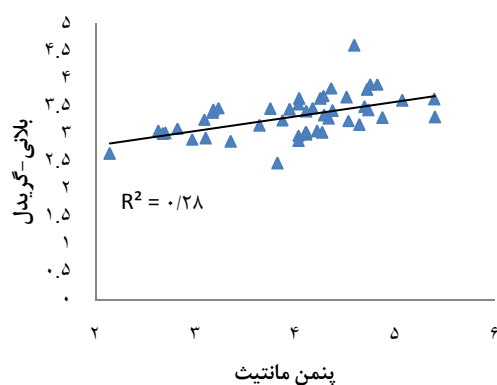 ۵
۴.۵
۴
۳.۵
۳
۲.۵
۲
۱.۵
۱
۰.۵
۰
بلانی-گریدل
R² = ۰/۲۸
۲ ۳ ۴ ۵ ۶
پنمن مانتیث